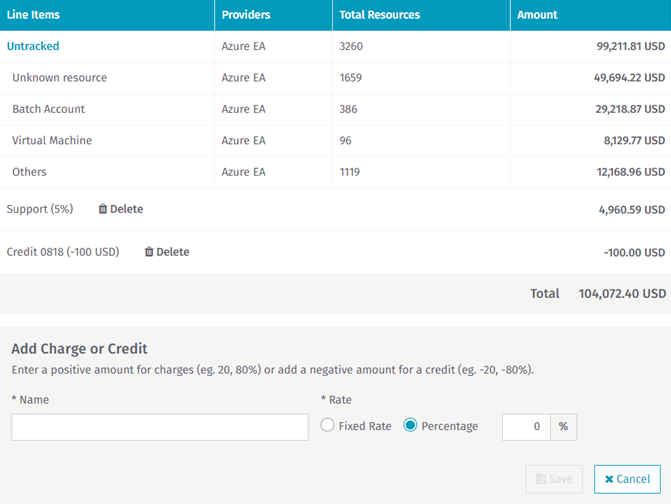 Line Items Providers Total Resources Amount
Untracked Azure EA 3260 99,211.81 USD
Unknown resource Azure EA 1659 49,694.22 USD
Batch Account Azure EA 386 29,218.87 USD
Virtual Machine Azure EA 96 8,129.77 USD
Others Azure EA 1119 12,168.96 USD
Support (5%) Delete 4,960.59 USD
Credit 0818 (-100 USD) Delete -100.00 USD
Total 104,072.40 USD
Add Charge or Credit
Enter a positive amount for charges (eg. 20, 80%) or add a negative amount for a credit (eg. -20, -80%).
* Name * Rate
Fixed Rate Percentage 0 %
Save Cancel